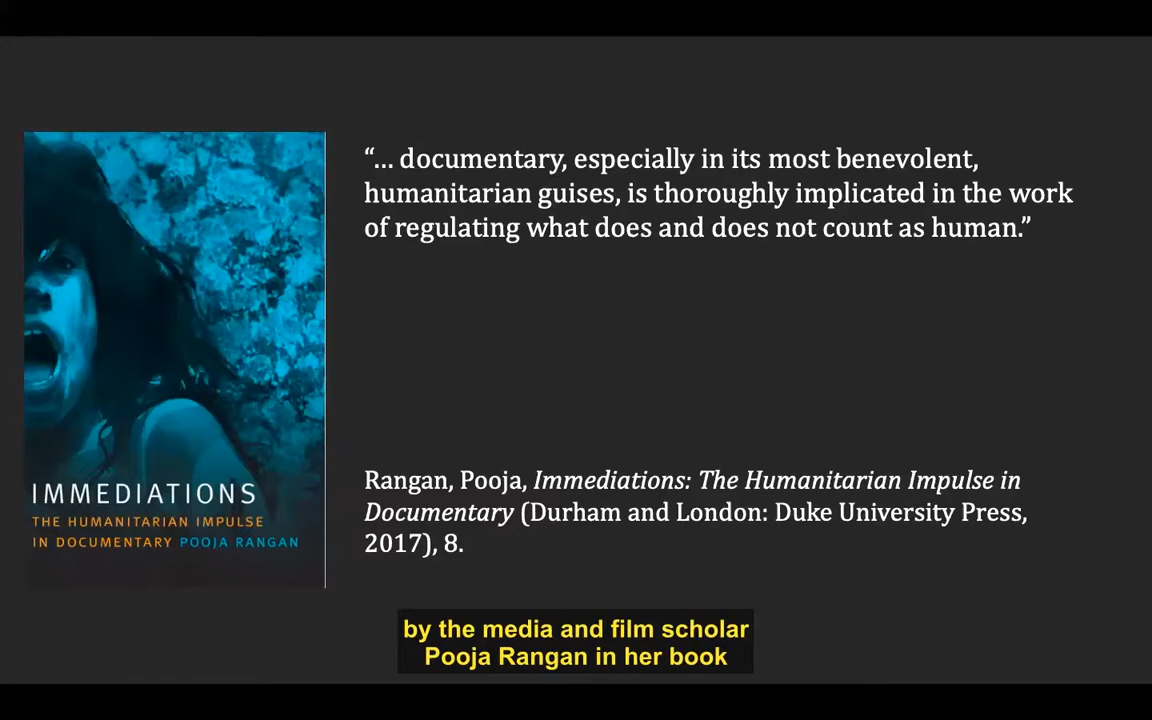 “... documentary, especially in its most benevolent,
humanitarian guises, is thoroughly implicated in the work
of regulating what does and does not count as human.”
IMMEDIATIONS
THE HUMANITARIAN IMPULSE
IN DOCUMENTARY POOJA RANGAN
Rangan, Pooja, Immediations: The Humanitarian Impulse in
Documentary (Durham and London: Duke University Press,
2017), 8.
by the media and film scholar
Pooja Rangan in her book